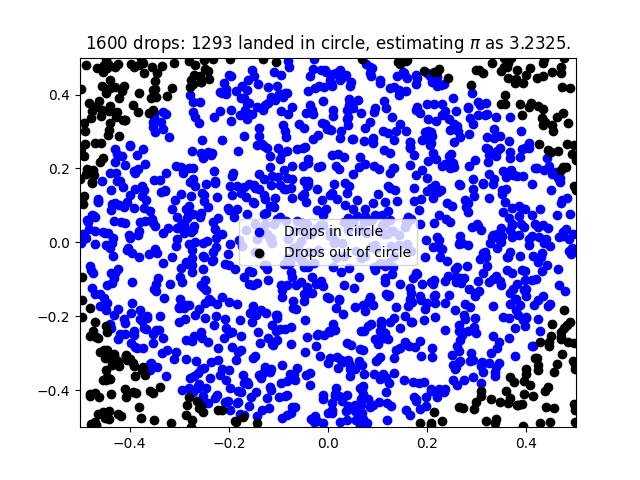 1600 drops: 1293 landed in circle, estimating π as 3.2325.
0.4
0.2
0.0
−0.2
−0.4
Drops in circle
Drops out of circle
−0.4 −0.2 0.0 0.2 0.4